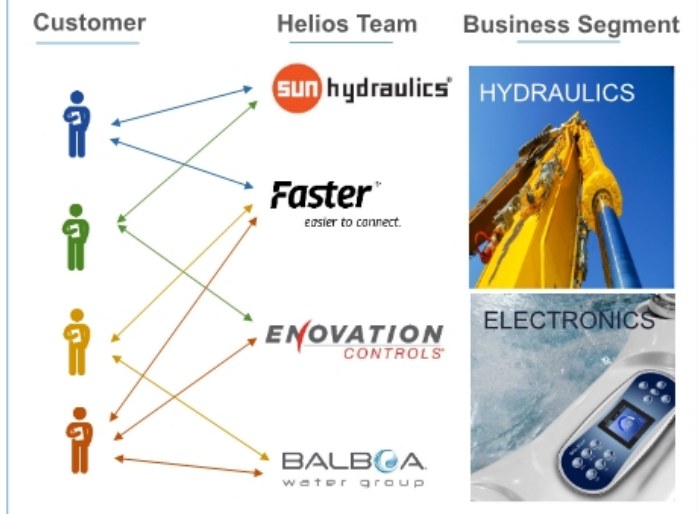 Customer
Helios Team
Business Segment
sun hydraulics®
HYDRAULICS
Faster
easier to connect.
ENOVATION
CONTROLS®
ELECTRONICS
BALBOA
water group